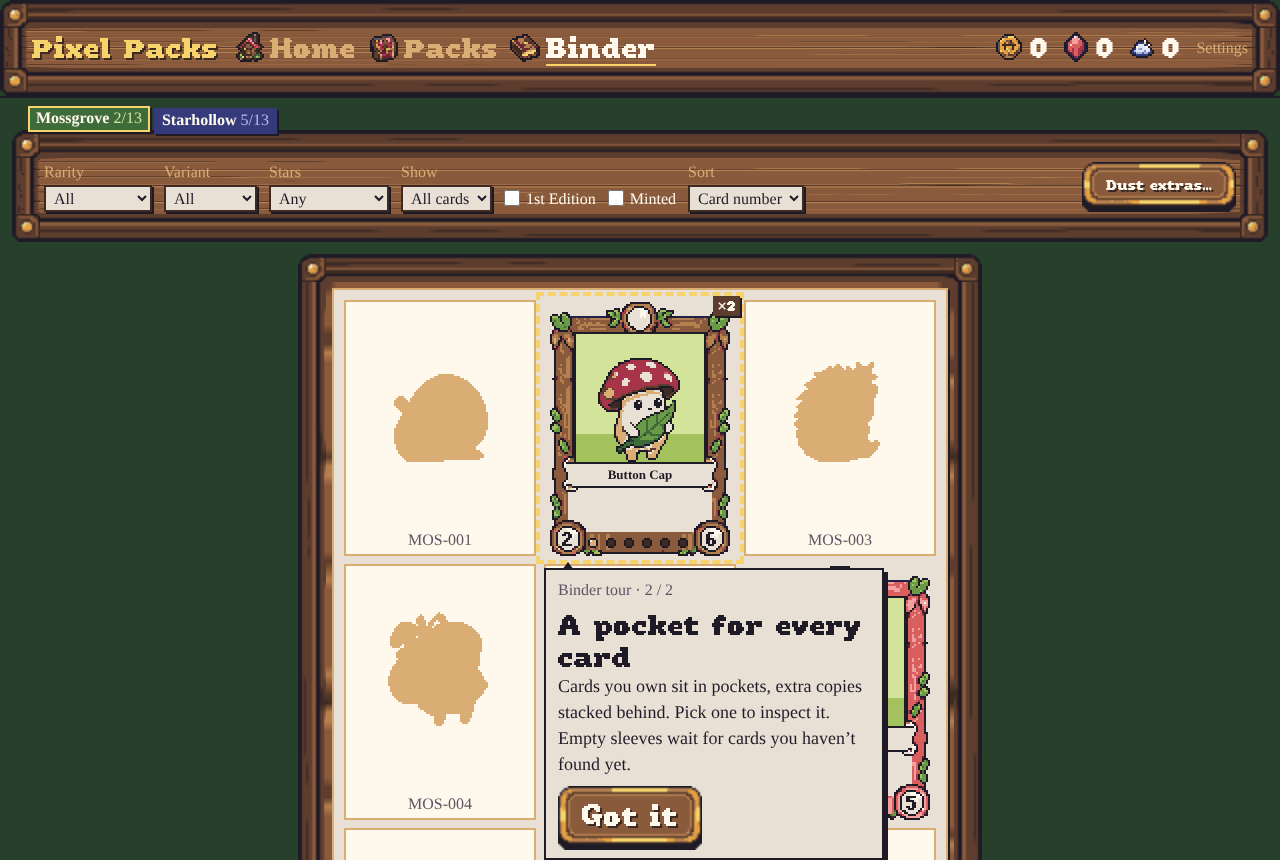 Pixel Packs Home Packs Binder 0 0 0 Settings
Mossgrove 2/13 Starhollow 5/13
Rarity Variant Stars Show Sort
All All Any All cards 1st Edition Minted Card number Dust extras...
×2
Button Cap
2 6
MOS-001 MOS-003
Binder tour · 2 / 2
A pocket for every
card
Cards you own sit in pockets, extra copies
stacked behind. Pick one to inspect it.
Empty sleeves wait for cards you haven’t
found yet.
Got it
MOS-004
5